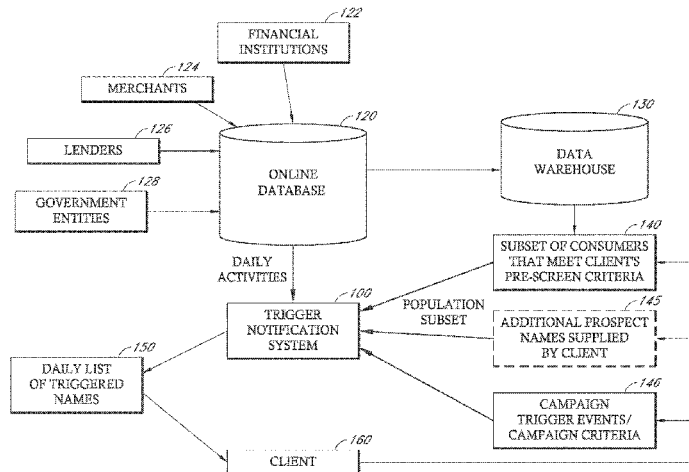 122
FINANCIAL
INSTITUTIONS
124
MERCHANTS
120
130
126
LENDERS
ONLINE
DATABASE
DATA
WAREHOUSE
128
GOVERNMENT
ENTITIES
140
SUBSET OF CONSUMERS
THAT MEET CLIENT'S
PRE-SCREEN CRITERIA
DAILY
ACTIVITIES
100
TRIGGER
NOTIFICATION
SYSTEM
POPULATION
SUBSET
145
ADDITIONAL PROSPECT
NAMES SUPPLIED
BY CLIENT
150
DAILY LIST
OF TRIGGERED
NAMES
146
CAMPAIGN
TRIGGER EVENTS/
CAMPAIGN CRITERIA
160
CLIENT